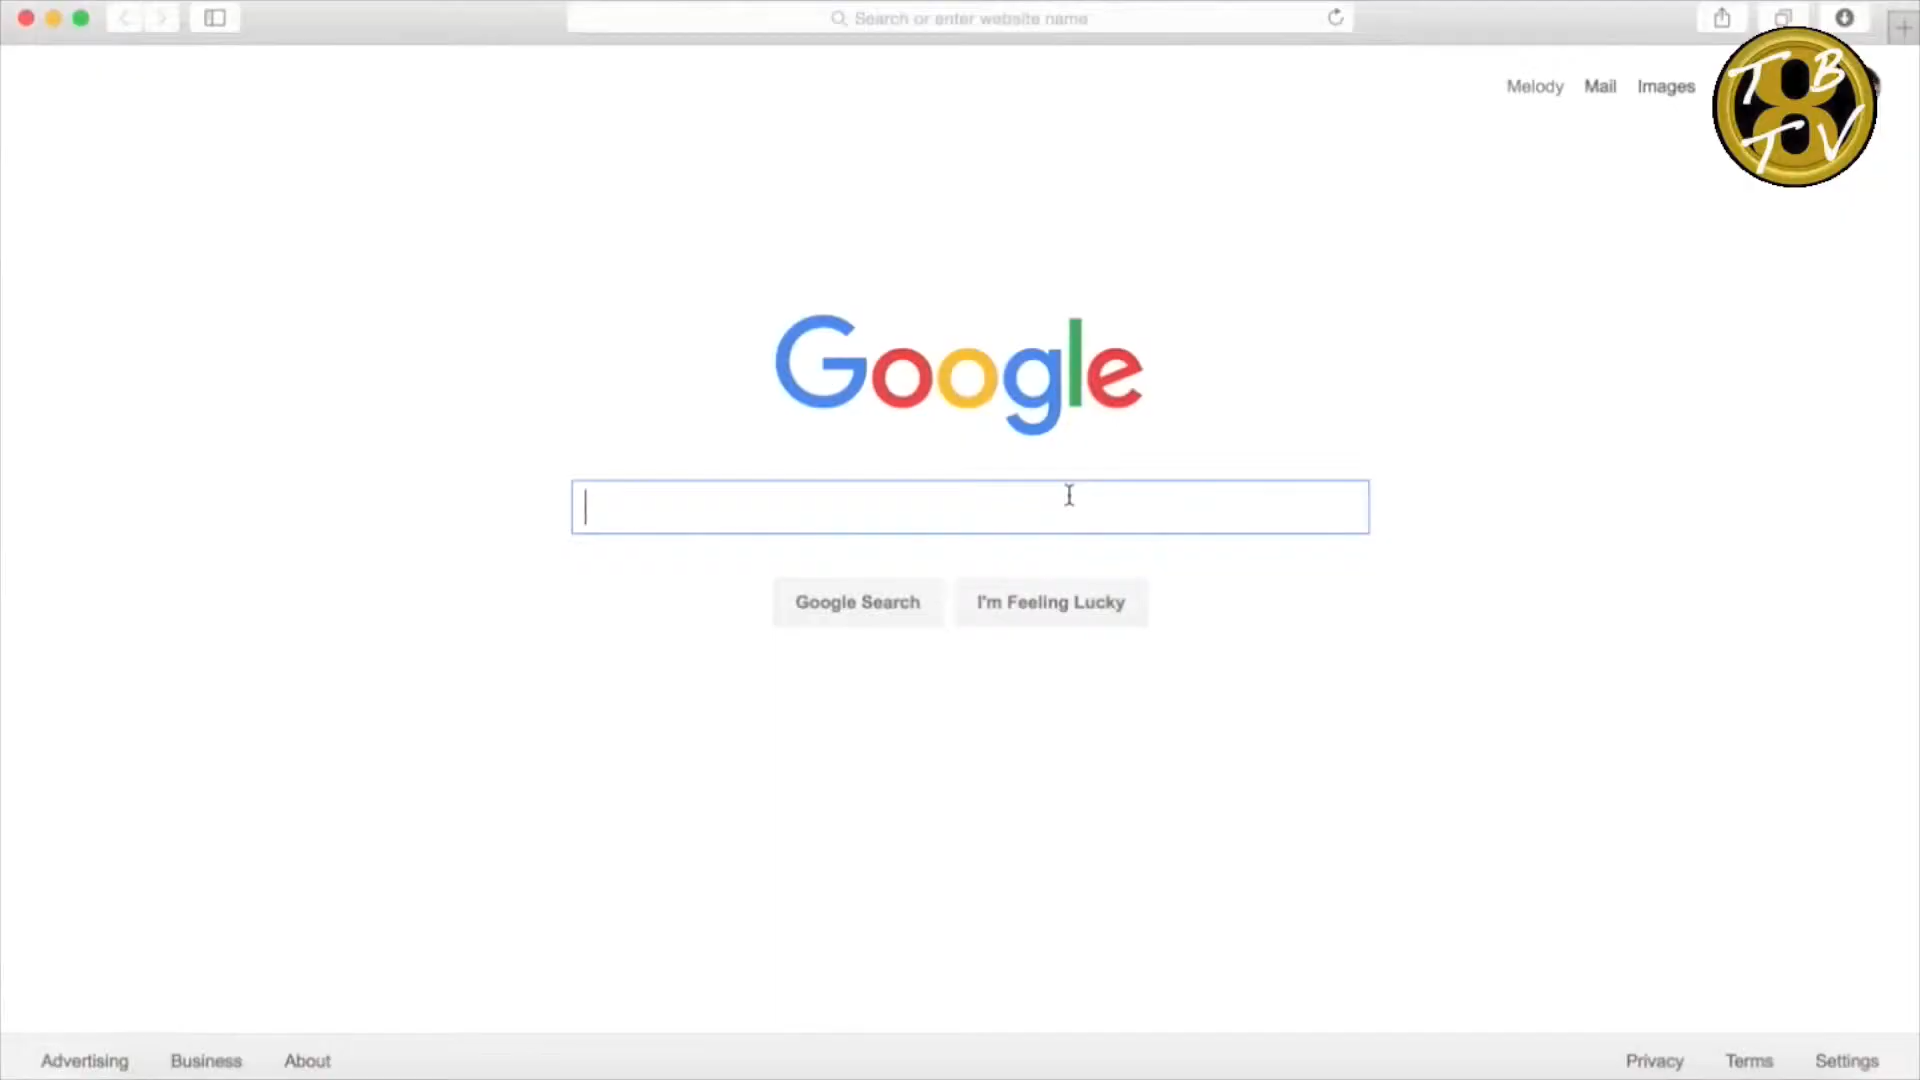 Search or enter website name
Melody Mail Images
T B
8
T V
Google
Google Search I'm Feeling Lucky
Advertising Business About Privacy Terms Settings